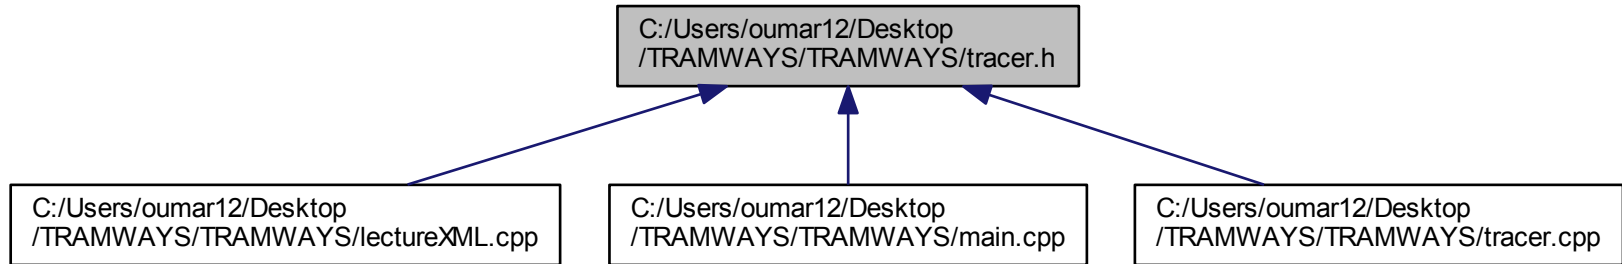 C:/Users/oumar12/Desktop
/TRAMWAYS/TRAMWAYS/tracer.h
C:/Users/oumar12/Desktop
/TRAMWAYS/TRAMWAYS/lectureXML.cpp
C:/Users/oumar12/Desktop
/TRAMWAYS/TRAMWAYS/main.cpp
C:/Users/oumar12/Desktop
/TRAMWAYS/TRAMWAYS/tracer.cpp